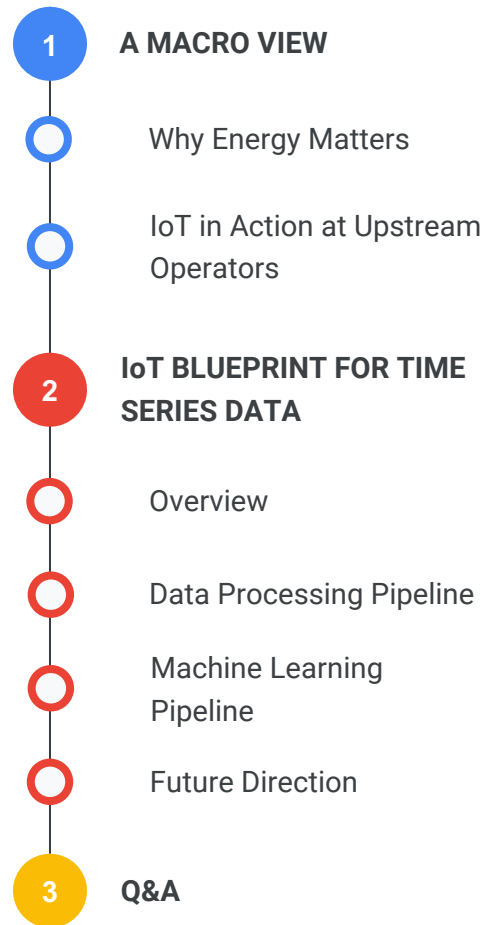 1
A MACRO VIEW
Why Energy Matters
IoT in Action at Upstream
Operators
2
IoT BLUEPRINT FOR TIME
SERIES DATA
Overview
Data Processing Pipeline
Machine Learning
Pipeline
Future Direction
3
Q&A